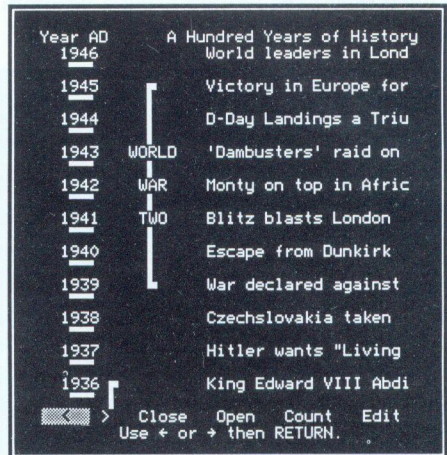 Year AD A Hundred Years of History
1946 World leaders in Lond
1945 Victory in Europe for
1944 D-Day Landings a Triu
1943 WORLD 'Dambusters' raid on
1942 WAR Monty on top in Afric
1941 TWO Blitz blasts London
1940 Escape from Dunkirk
1939 War declared against
1938 Czechslovakia taken
1937 Hitler wants "Living
1936 King Edward VIII Abdi
< > Close Open Count Edit
Use ← or → then RETURN.